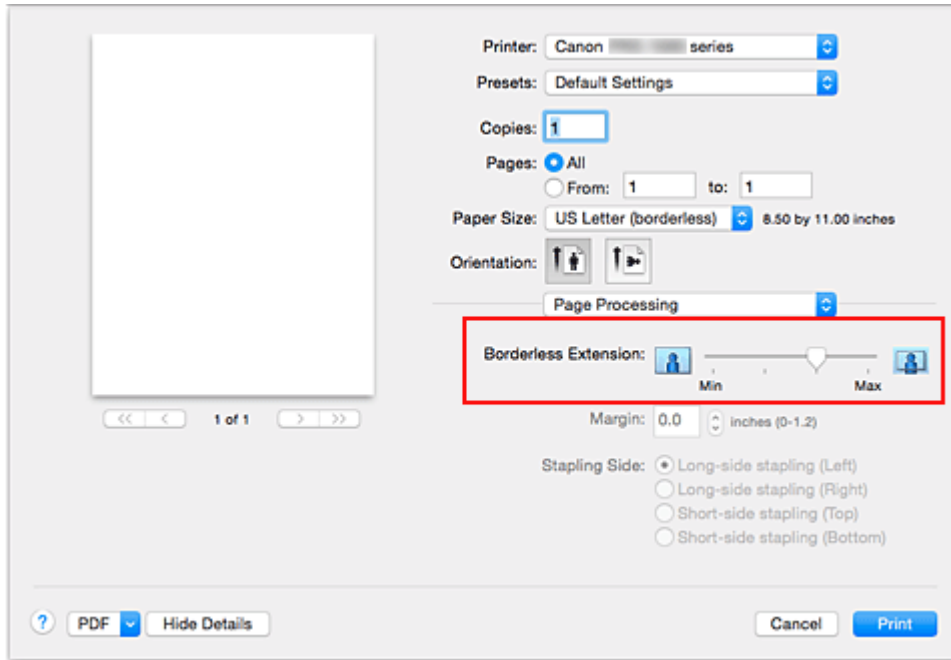 Printer: Canon series
Presets: Default Settings
Copies: 1
Pages: All
From: 1 to: 1
Paper Size: US Letter (borderless) 8.50 by 11.00 inches
Orientation:
Page Processing
Borderless Extension:
Min Max
<< < 1 of 1 > >>
Margin: 0.0 inches (0-1.2)
Stapling Side: Long-side stapling (Left)
Long-side stapling (Right)
Short-side stapling (Top)
Short-side stapling (Bottom)
? PDF Hide Details Cancel Print